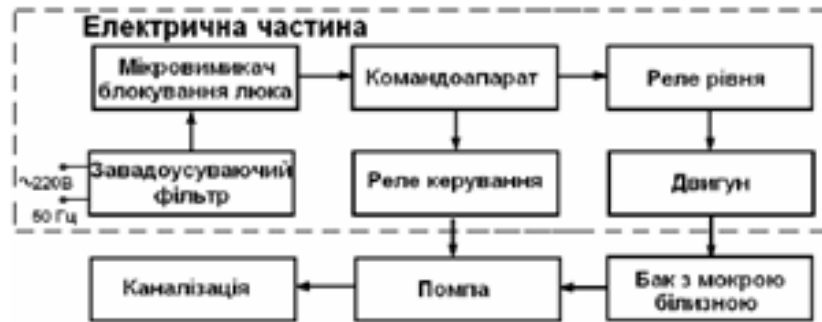 Електрична частина
Мікровимикач
блокування люка
Командоапарат
Реле рівня
Завадоусуваючий
фільтр
~220В
50 Гц
Реле керування
Двигун
Каналізація
Помпа
Бак з мокрою
білизною